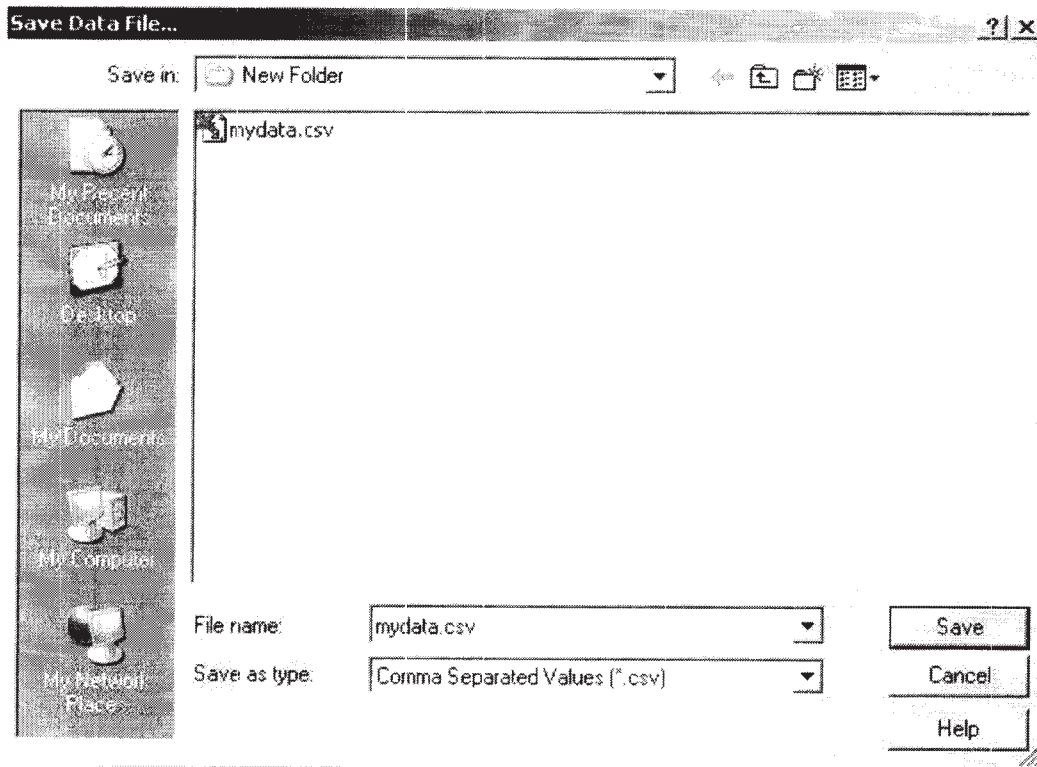 Save Data File...
? ×
Save in: New Folder
mydata.csv
My Recent
Documents
Desktop
My Documents
My Computer
My Network
Places
File name: mydata.csv
Save
Save as type: Comma Separated Values (*.csv)
Cancel
Help